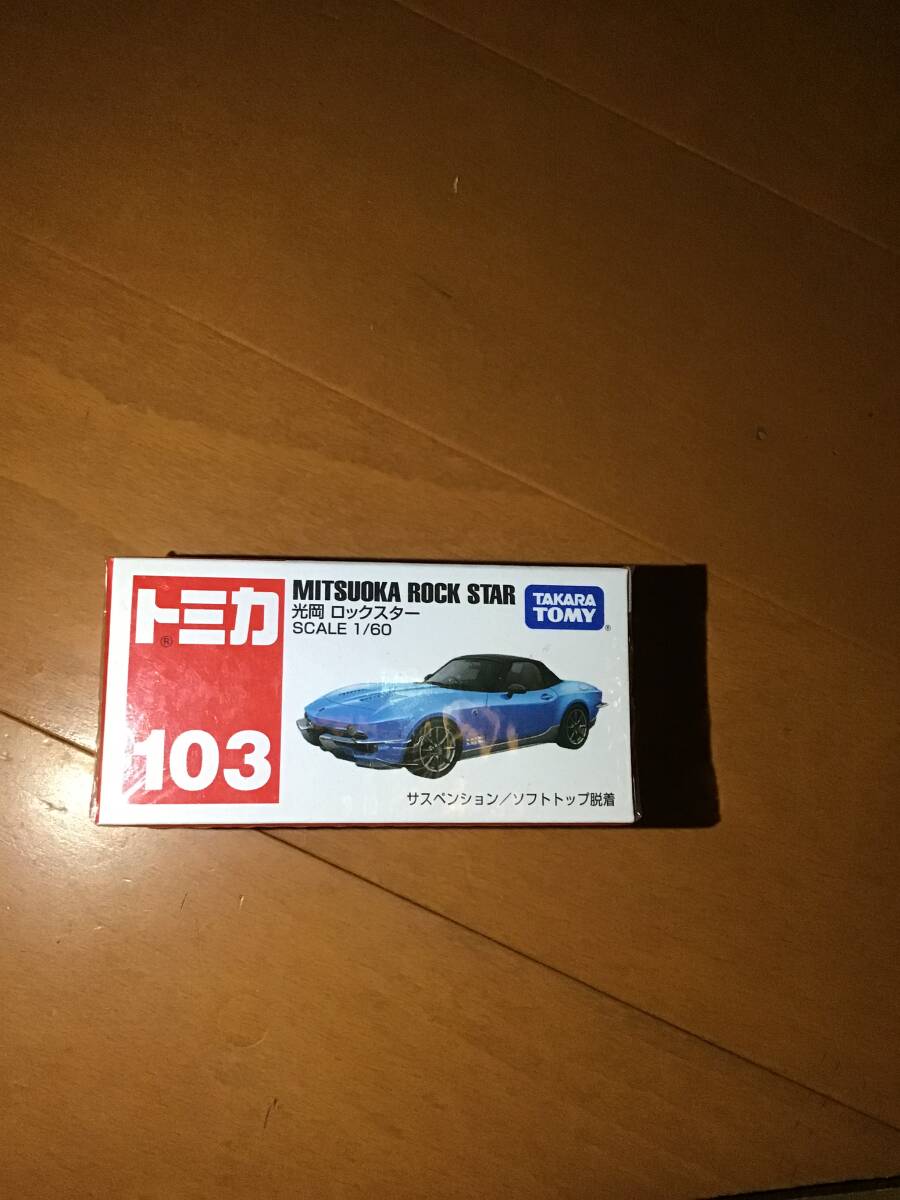 トミカ
®
103
MITSUOKA ROCK STAR
光岡 ロックスター
SCALE 1/60
TAKARA
TOMY
®
サスペンション/ソフトトップ脱着